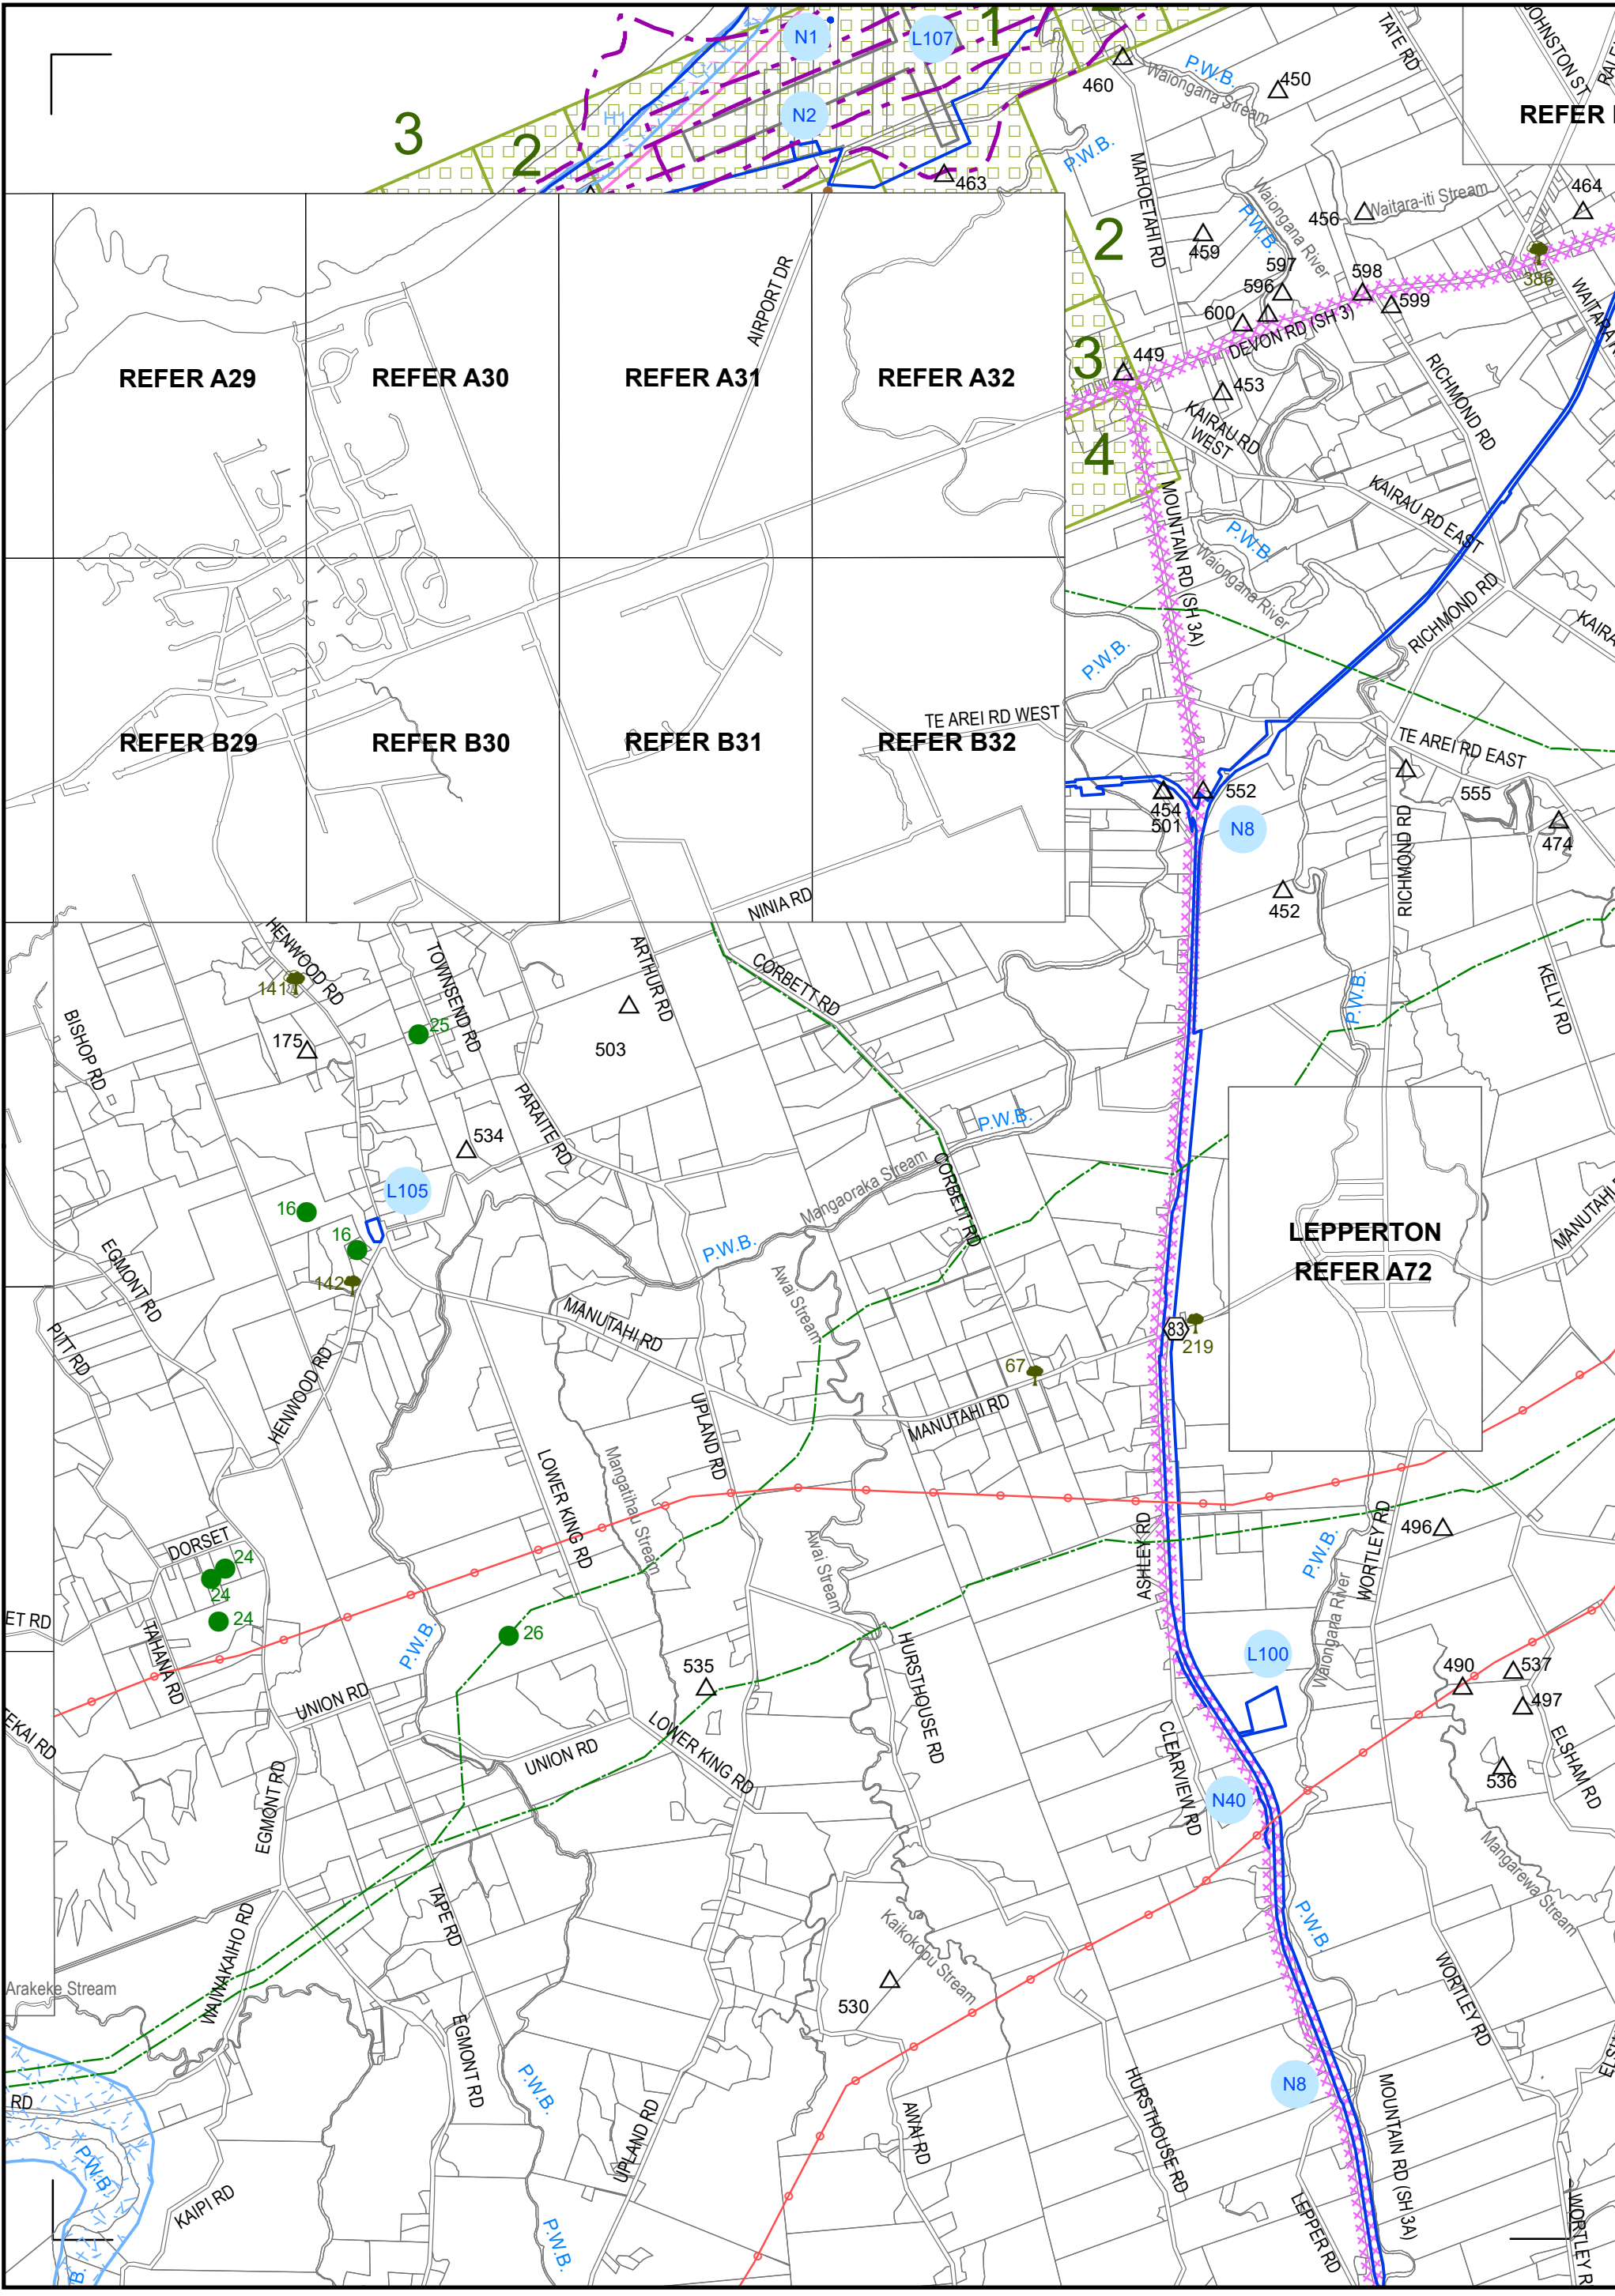 N1
L107
1
TATE RD
JOHNSTON ST
P.W.B.
450
460
Waiongana Stream
REFER
N2
H1
3
2
P.W.B.
MAHOETAHI RD
463
464
Waitara-iti Stream
456
Waiongana River
P.W.B.
459
2
597
596
598
599
600
386
AIRPORT DR
DEVON RD (SH 3)
3
449
REFER A29
REFER A30
REFER A31
REFER A32
453
RICHMOND RD
KAIRAU RD
WEST
4
MOUNTAIN RD (SH 3A)
KAIRAU RD EAST
P.W.B.
Waiongana River
RICHMOND RD
P.W.B.
TE AREI RD WEST
REFER B29
REFER B30
REFER B31
REFER B32
TE AREI RD EAST
454
501
552
555
N8
474
RICHMOND RD
452
NINIA RD
HENWOOD RD
TOWNSEND RD
ARTHUR RD
CORBETT RD
KELLY RD
P.W.B.
141
BISHOP RD
25
175
503
PARAITE RD
P.W.B.
534
Mangaoraka Stream
CORBETT RD
L105
16
16
LEPPERTON
REFER A72
EGMONT RD
P.W.B.
Awai Stream
142
MANUTAHI RD
PITT RD
83
219
67
HENWOOD RD
UPLAND RD
MANUTAHI RD
LOWER KING RD
Mangatihau Stream
ASHLEY RD
WORTLEY RD
496
DORSET
24
24
24
Awai Stream
P.W.B.
ET RD
TAHANA RD
26
P.W.B.
HURSTHOUSE RD
Waiongana River
L100
535
490
537
497
UNION RD
LOWER KING RD
UNION RD
CLEARVIEW RD
ELSHAM RD
536
EKAI RD
EGMONT RD
N40
Mangarewa Stream
TAPE RD
WAIWAKAIHO RD
Kaikokopu Stream
P.W.B.
Arakeke Stream
530
WORTLEY RD
EGMONT RD
P.W.B.
N8
RD
UPLAND RD
AWAI RD
HURSTHOUSE RD
MOUNTAIN RD (SH 3A)
P.W.B.
KAIPI RD
P.W.B.
LEPPER RD
WORTLEY R
B.